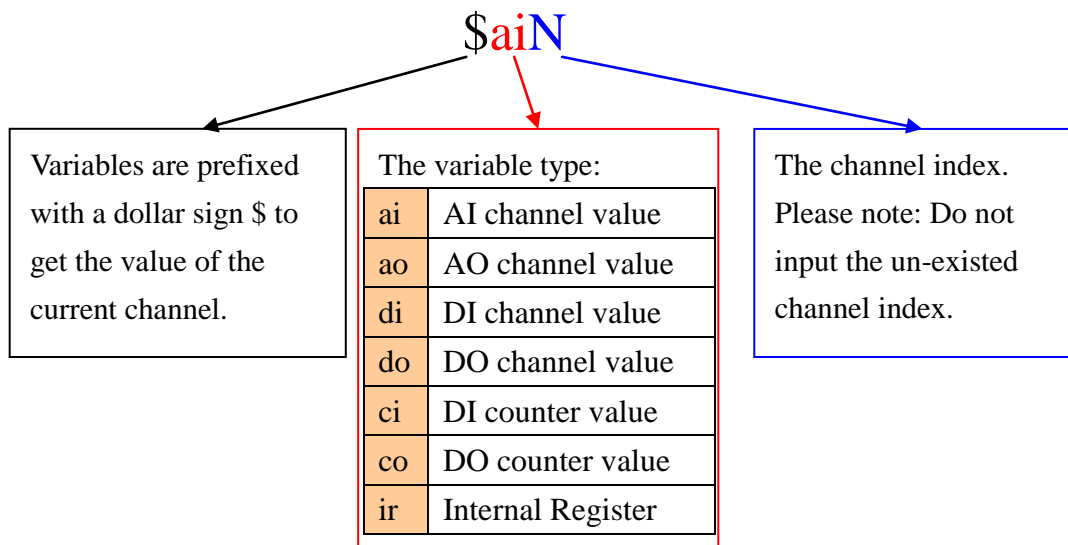 $aiN
Variables are prefixed
with a dollar sign $ to
get the value of the
current channel.
The variable type:
ai AI channel value
ao AO channel value
di DI channel value
do DO channel value
ci DI counter value
co DO counter value
ir Internal Register
The channel index.
Please note: Do not
input the un-existed
channel index.